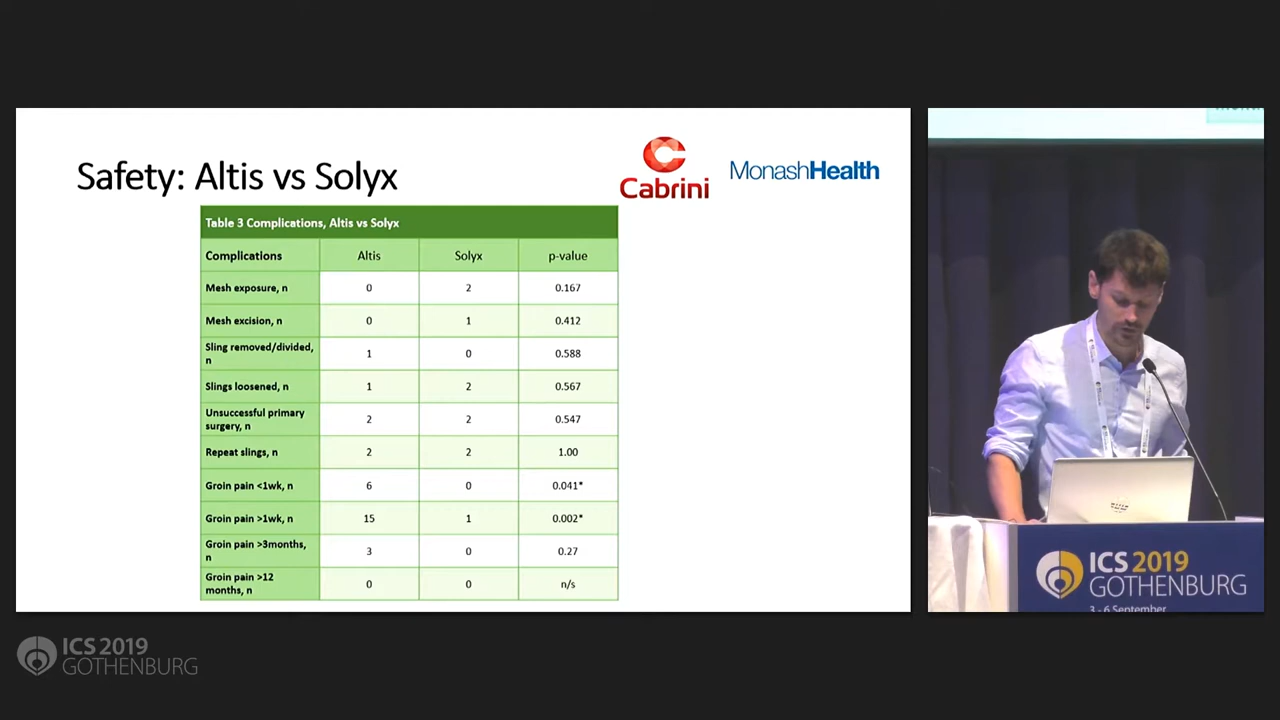 Safety: Altis vs Solyx
Cabrini
MonashHealth
Table 3 Complications, Altis vs Solyx
Complications Altis Solyx p-value
Mesh exposure, n 0 2 0.167
Mesh excision, n 0 1 0.412
Sling removed/divided,
n 1 0 0.588
Slings loosened, n 1 2 0.567
Unsuccessful primary
surgery, n 2 2 0.547
Repeat slings, n 2 2 1.00
Groin pain <1wk, n 6 0 0.041*
Groin pain >1wk, n 15 1 0.002*
Groin pain >3months,
n 3 0 0.27
Groin pain >12
months, n 0 0 n/s
ICS 2019
GOTHENBURG
3 - 6 September
ICS 2019
GOTHENBURG